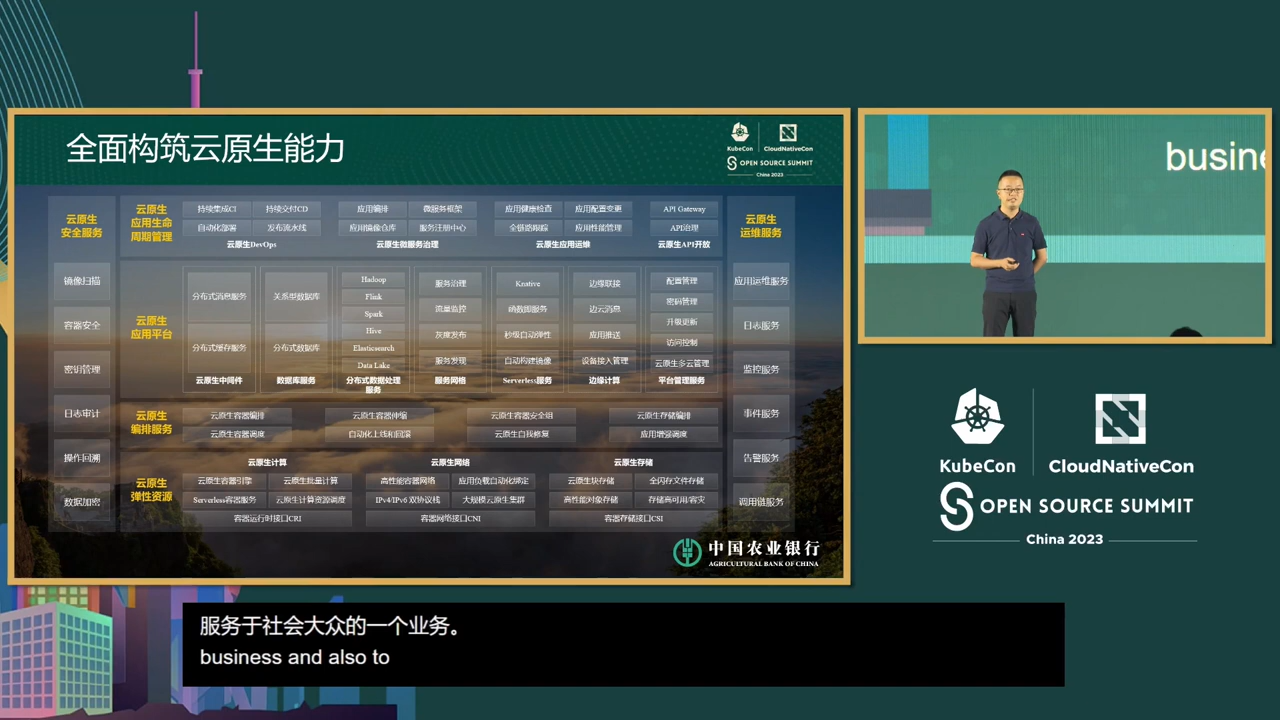 全面构筑云原生能力
KubeCon
CloudNativeCon
OPEN SOURCE SUMMIT
China 2023
云原生
安全服务
镜像扫描
容器安全
密钥管理
日志审计
操作回溯
数据加密
云原生
应用生命
周期管理
持续集成CI
持续交付CD
自动化部署
发布流水线
云原生DevOps
应用编排
微服务框架
应用镜像仓库
服务注册中心
云原生微服务治理
应用健康检查
应用配置变更
全链路跟踪
应用性能管理
云原生应用运维
API Gateway
API治理
云原生API开放
云原生
应用平台
分布式消息服务
分布式缓存服务
云原生中间件
关系型数据库
分布式数据库
数据库服务
Hadoop
Flink
Spark
Hive
Elasticsearch
Data Lake
分布式数据处理
服务
服务治理
流量监控
灰度发布
服务发现
服务网格
Knative
函数即服务
秒级自动弹性
自动构建镜像
Serverless服务
边缘联接
边云消息
应用推送
设备接入管理
边缘计算
配置管理
密码管理
升级更新
访问控制
云原生多云管理
平台管理服务
云原生
编排服务
云原生容器编排
云原生容器伸缩
云原生容器安全组
云原生存储编排
云原生容器调度
自动化上线和回滚
云原生自我修复
应用增强调度
云原生
弹性资源
云原生计算
云原生容器引擎
云原生批量计算
Serverless容器服务
云原生计算资源调度
容器运行时接口CRI
云原生网络
高性能容器网络
应用负载自动化绑定
IPv4/IPv6 双协议栈
大规模云原生集群
容器网络接口CNI
云原生存储
云原生块存储
全闪存文件存储
高性能对象存储
存储高可用/容灾
容器存储接口CSI
云原生
运维服务
应用运维服务
日志服务
监控服务
事件服务
告警服务
调用链服务
中国农业银行
AGRICULTURAL BANK OF CHINA
busine
KubeCon
CloudNativeCon
OPEN SOURCE SUMMIT
China 2023
服务于社会大众的一个业务。
business and also to